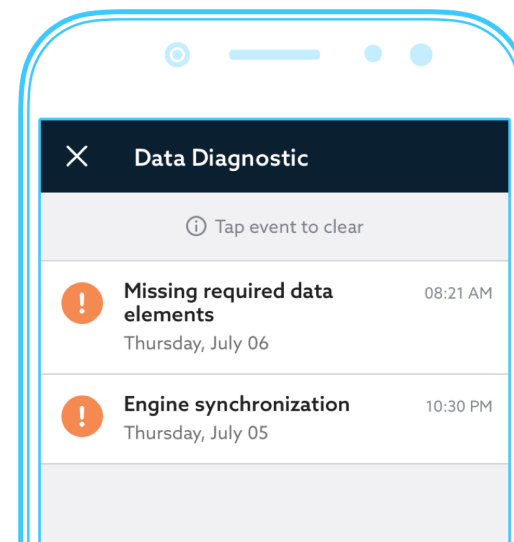 Data Diagnostic
Tap event to clear
Missing required data
elements
08:21 AM
Thursday, July 06
Engine synchronization
10:30 PM
Thursday, July 05